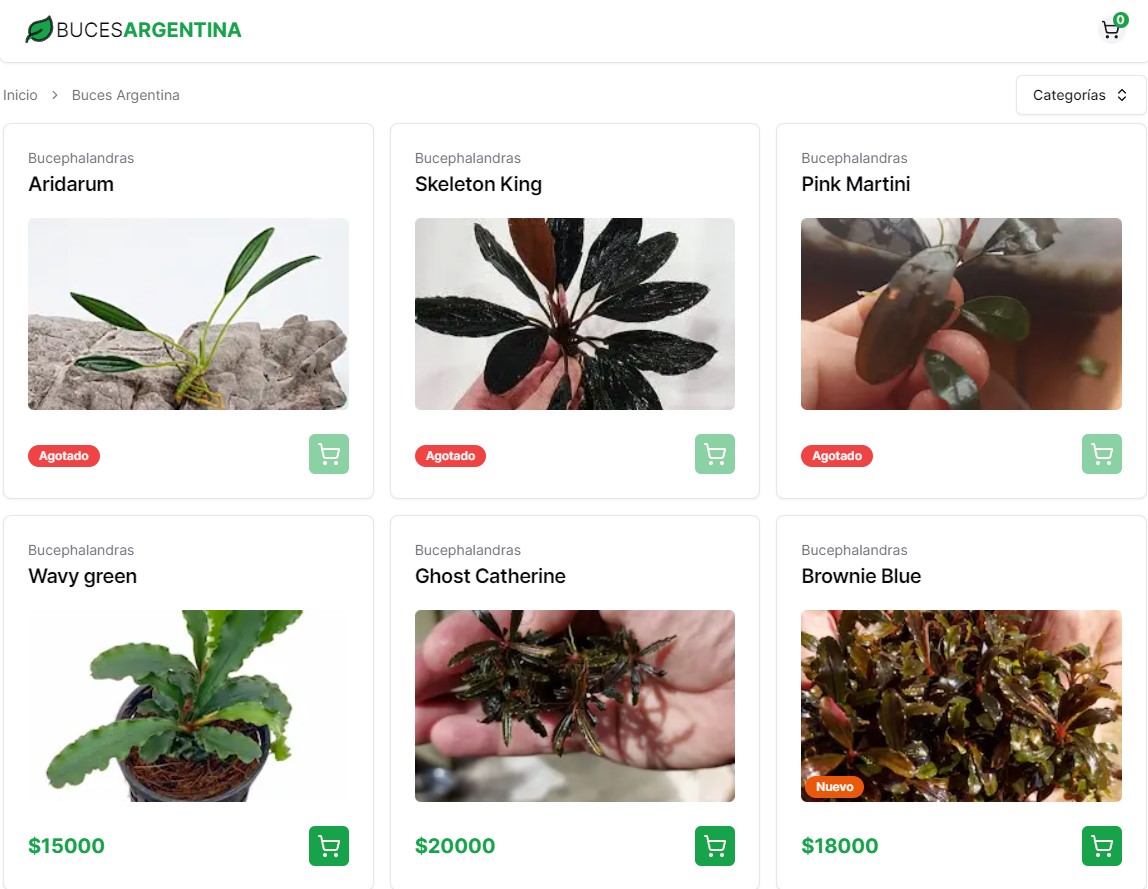 BUCESARGENTINA
0
Inicio > Buces Argentina
Categorías
Bucephalandras
Aridarum
Agotado
Bucephalandras
Skeleton King
Agotado
Bucephalandras
Pink Martini
Agotado
Bucephalandras
Wavy green
$15000
Bucephalandras
Ghost Catherine
$20000
Bucephalandras
Brownie Blue
Nuevo
$18000